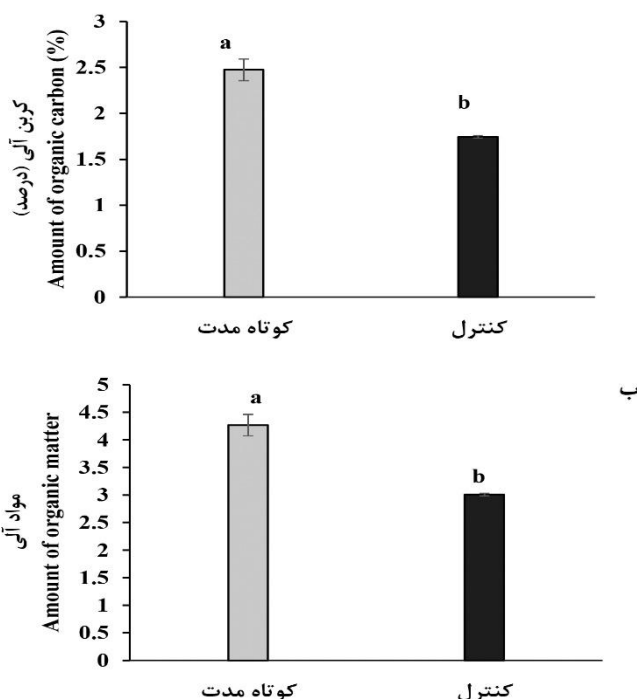 کربن آلی (درصد)
Amount of organic carbon (%)
3
2.5
2
1.5
1
0.5
0
a
b
کوتاه مدت
کنترل
ب
مواد آلی
Amount of organic matter
5
4.5
4
3.5
3
2.5
2
1.5
1
0.5
0
a
b
کوتاه مدت
کنترل